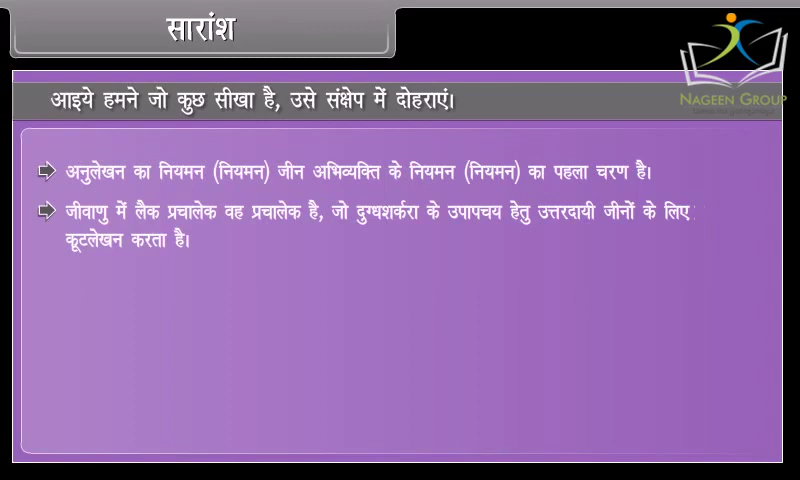 सारांश
NAGEEN GROUP
आइये हमने जो कुछ सीखा है, उसे संक्षेप में दोहराएं।
अनुलेखन का नियमन (नियमन) जीन अभिव्यक्ति के नियमन (नियमन) का पहला चरण है।
जीवाणु में लैक प्रचालेक वह प्रचालेक है, जो दुग्धशर्करा के उपापचय हेतु उत्तरदायी जीनों के लिए
कूटलेखन करता है।